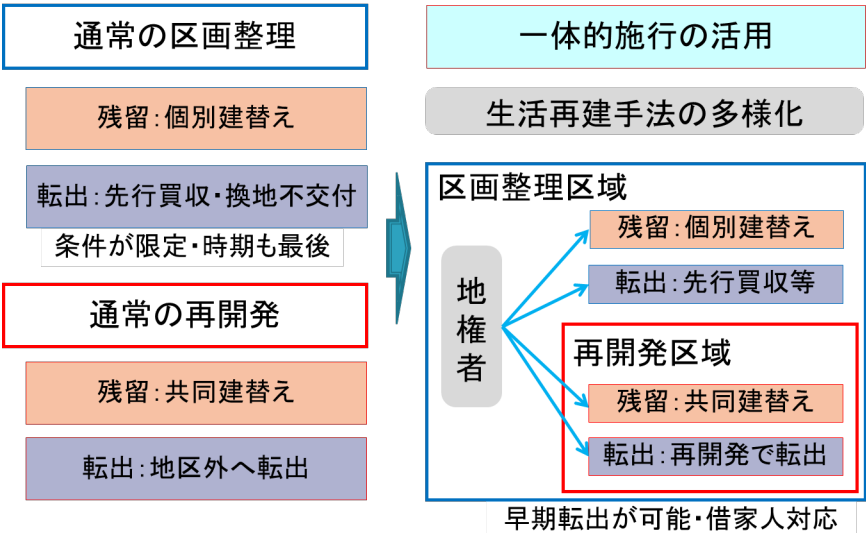 通常の区画整理
残留：個別建替え
転出：先行買収・換地不交付
条件が限定・時期も最後
通常の再開発
残留：共同建替え
転出：地区外へ転出
一体的施行の活用
生活再建手法の多様化
区画整理区域
地権者
残留：個別建替え
転出：先行買収等
再開発区域
残留：共同建替え
転出：再開発で転出
早期転出が可能・借家人対応